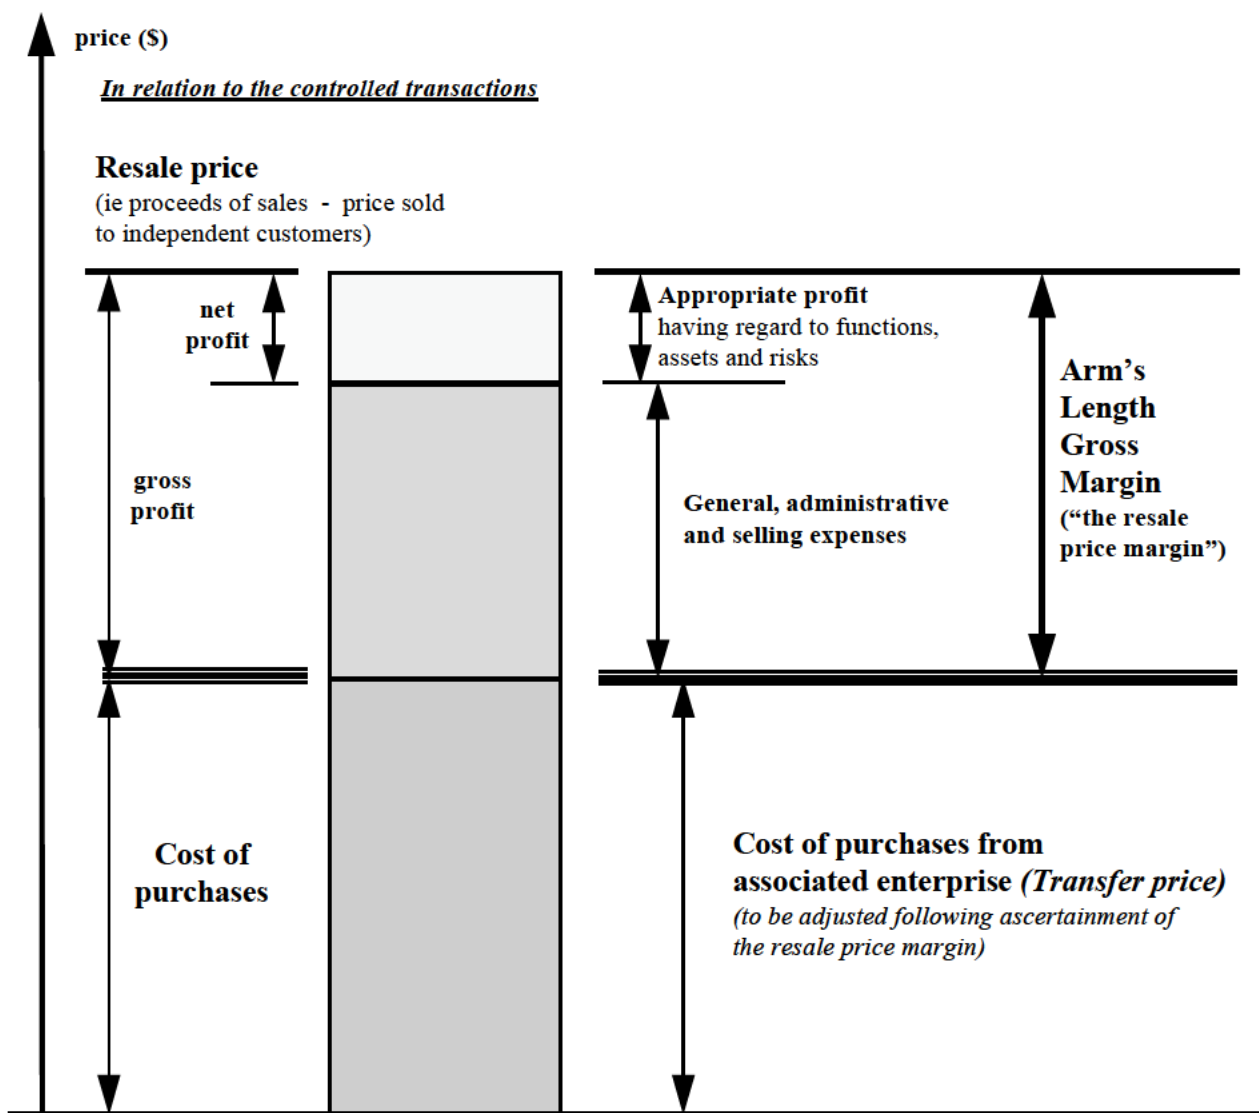 price ($)
In relation to the controlled transactions
Resale price
(ie proceeds of sales - price sold
to independent customers)
net
profit
Appropriate profit
having regard to functions,
assets and risks
Arm’s
Length
Gross
Margin
(“the resale
price margin”)
gross
profit
General, administrative
and selling expenses
Cost of
purchases
Cost of purchases from
associated enterprise (Transfer price)
(to be adjusted following ascertainment of
the resale price margin)